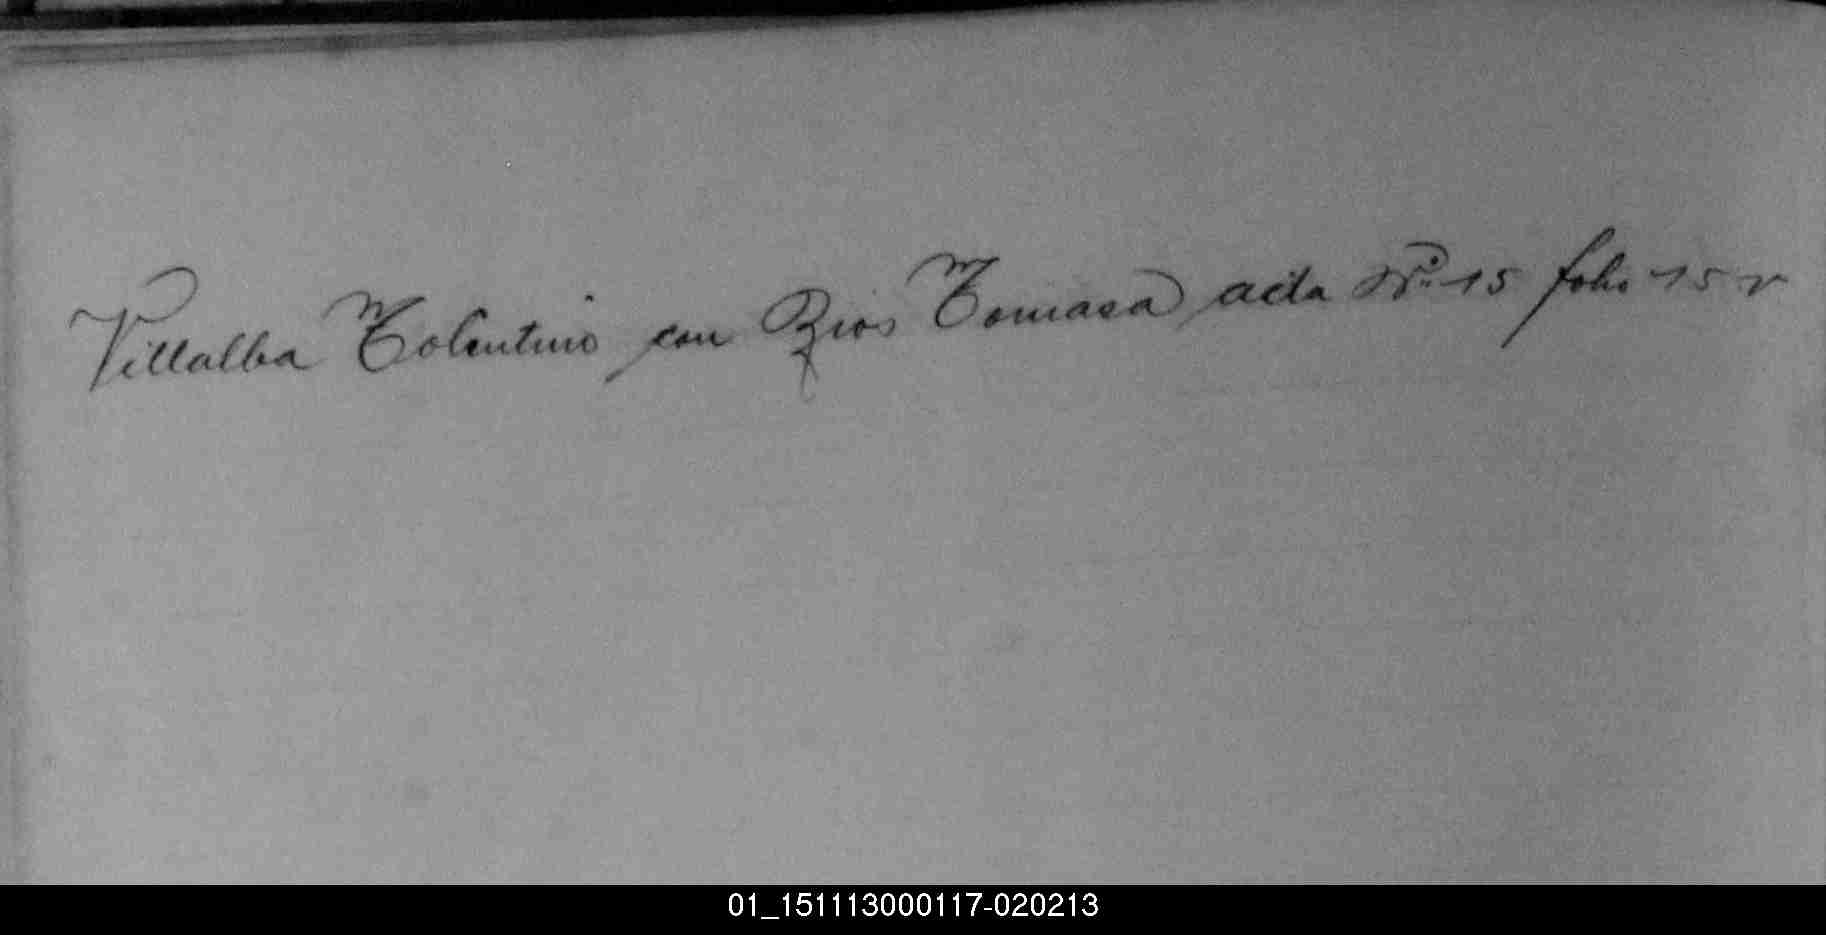 Villalba Tolentino con Rios Tomasa acta Nº 15 folio 15 v
01_151113000117-020213